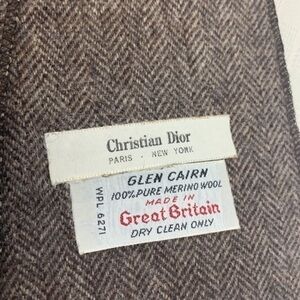 Christian Dior
PARIS - NEW YORK
GLEN CAIRN
100% PURE MERINO WOOL
MADE IN
Great Britain
DRY CLEAN ONLY
WPL 6271